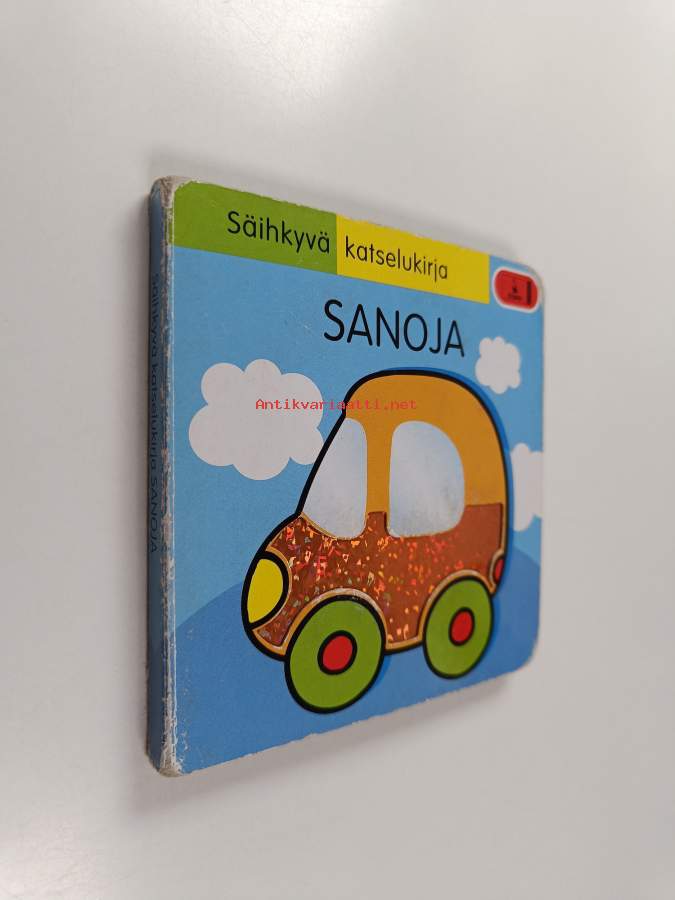 Säihkyvä katselukirja
SANOJA
Antikvariaatti.net
Säihkyvä katselukirja SANOJA